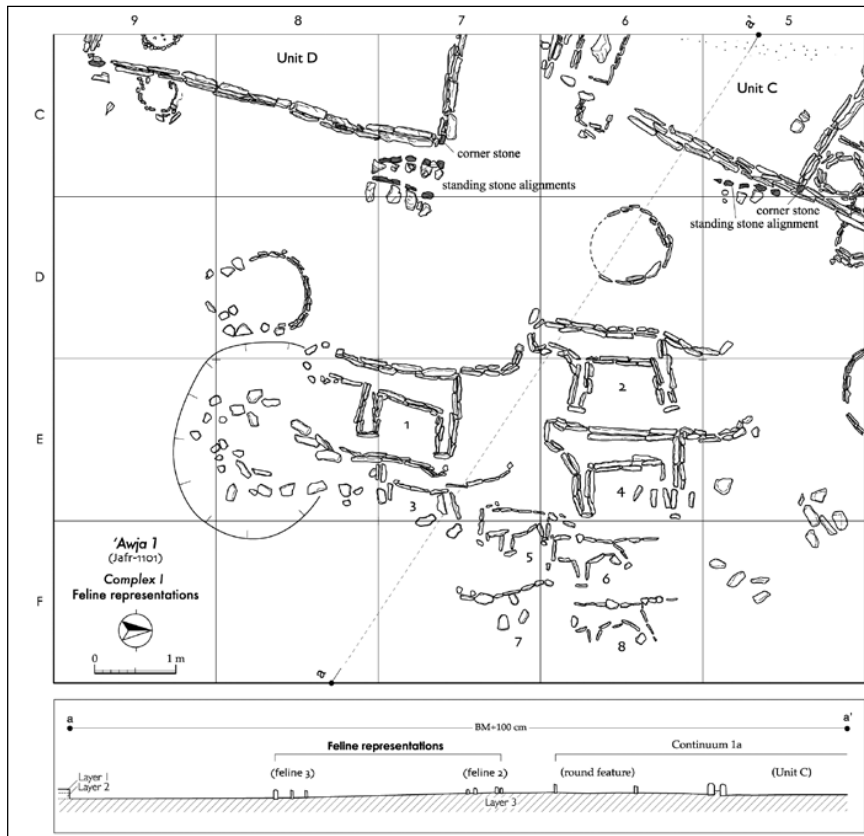 9 8 7 6 5
a'
Unit D
Unit C
C
corner stone
standing stone alignments
corner stone
standing stone alignment
D
2
1
E
4
3
'Awja 1
(Jafr-1101)
Complex I
Feline representations
5
6
F
7
8
0 1 m
a
a a'
BM+100 cm
Feline representations Continuum 1a
(feline 3) (feline 2) (round feature) (Unit C)
Layer 1
Layer 2
Layer 3